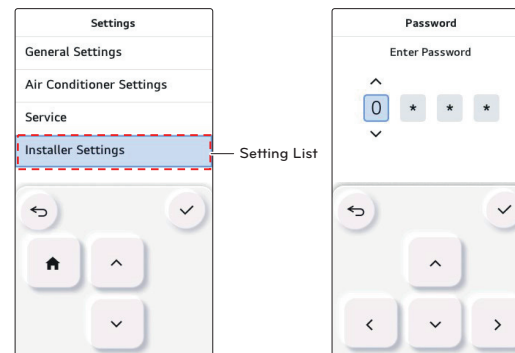 Settings
General Settings
Air Conditioner Settings
Service
Installer Settings
Setting List
Password
Enter Password
0 * * *